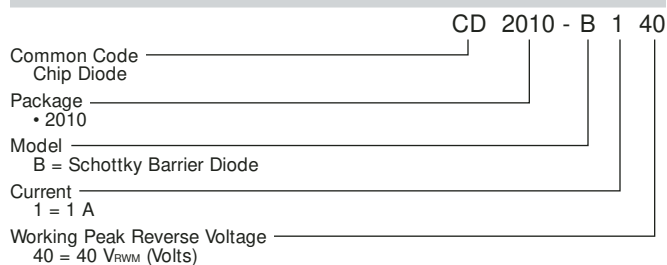 CD 2010 - B 1 40
Common Code
Chip Diode
Package
• 2010
Model
B = Schottky Barrier Diode
Current
1 = 1 A
Working Peak Reverse Voltage
40 = 40 VRWM (Volts)